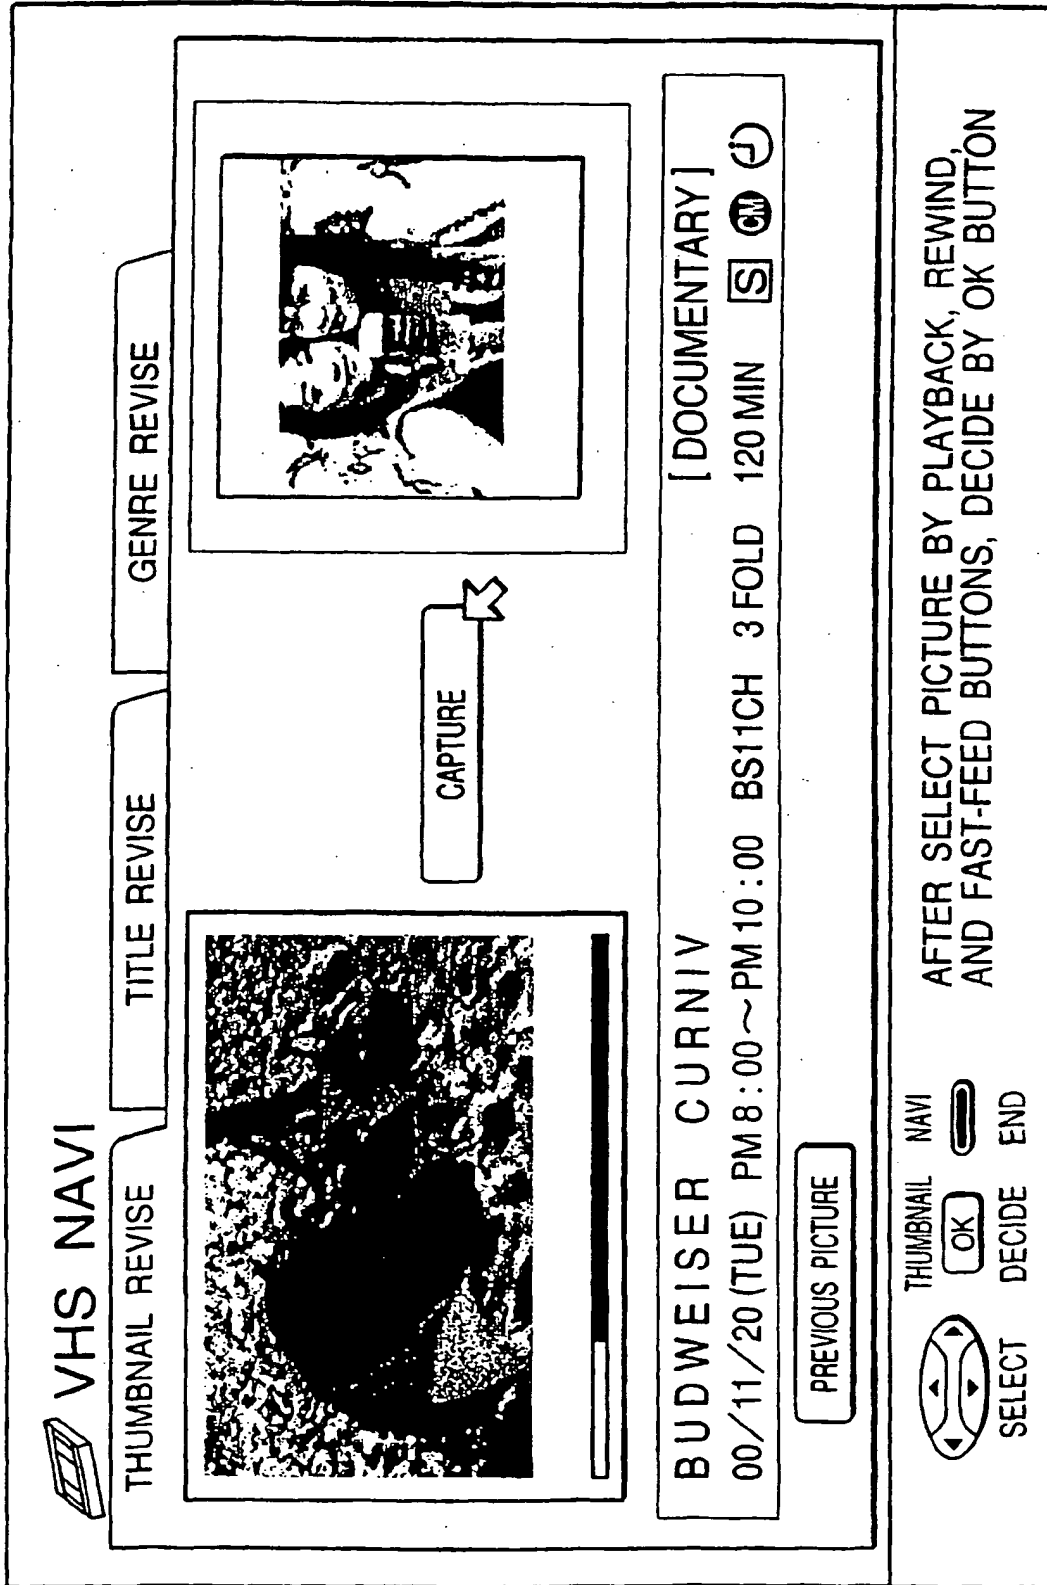 VHS NAVI
THUMBNAIL REVISE
TITLE REVISE
GENRE REVISE
CAPTURE
BUDWEISER CURNIV [DOCUMENTARY]
00/11/20 (TUE) PM 8:00~PM 10:00 BS11CH 3 FOLD 120 MIN S CM
PREVIOUS PICTURE
THUMBNAIL NAVI
OK
SELECT DECIDE END
AFTER SELECT PICTURE BY PLAYBACK, REWIND,
AND FAST-FEED BUTTONS, DECIDE BY OK BUTTON